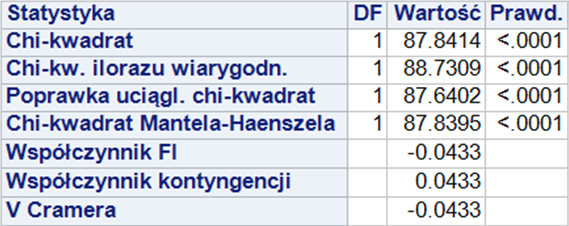 Statystyka DF Wartość Prawd.
Chi-kwadrat 1 87.8414 <.0001
Chi-kw. ilorazu wiarygodn. 1 88.7309 <.0001
Poprawka uciągl. chi-kwadrat 1 87.6402 <.0001
Chi-kwadrat Mantela-Haenszela 1 87.8395 <.0001
Współczynnik FI -0.0433
Współczynnik kontyngencji 0.0433
V Cramera -0.0433